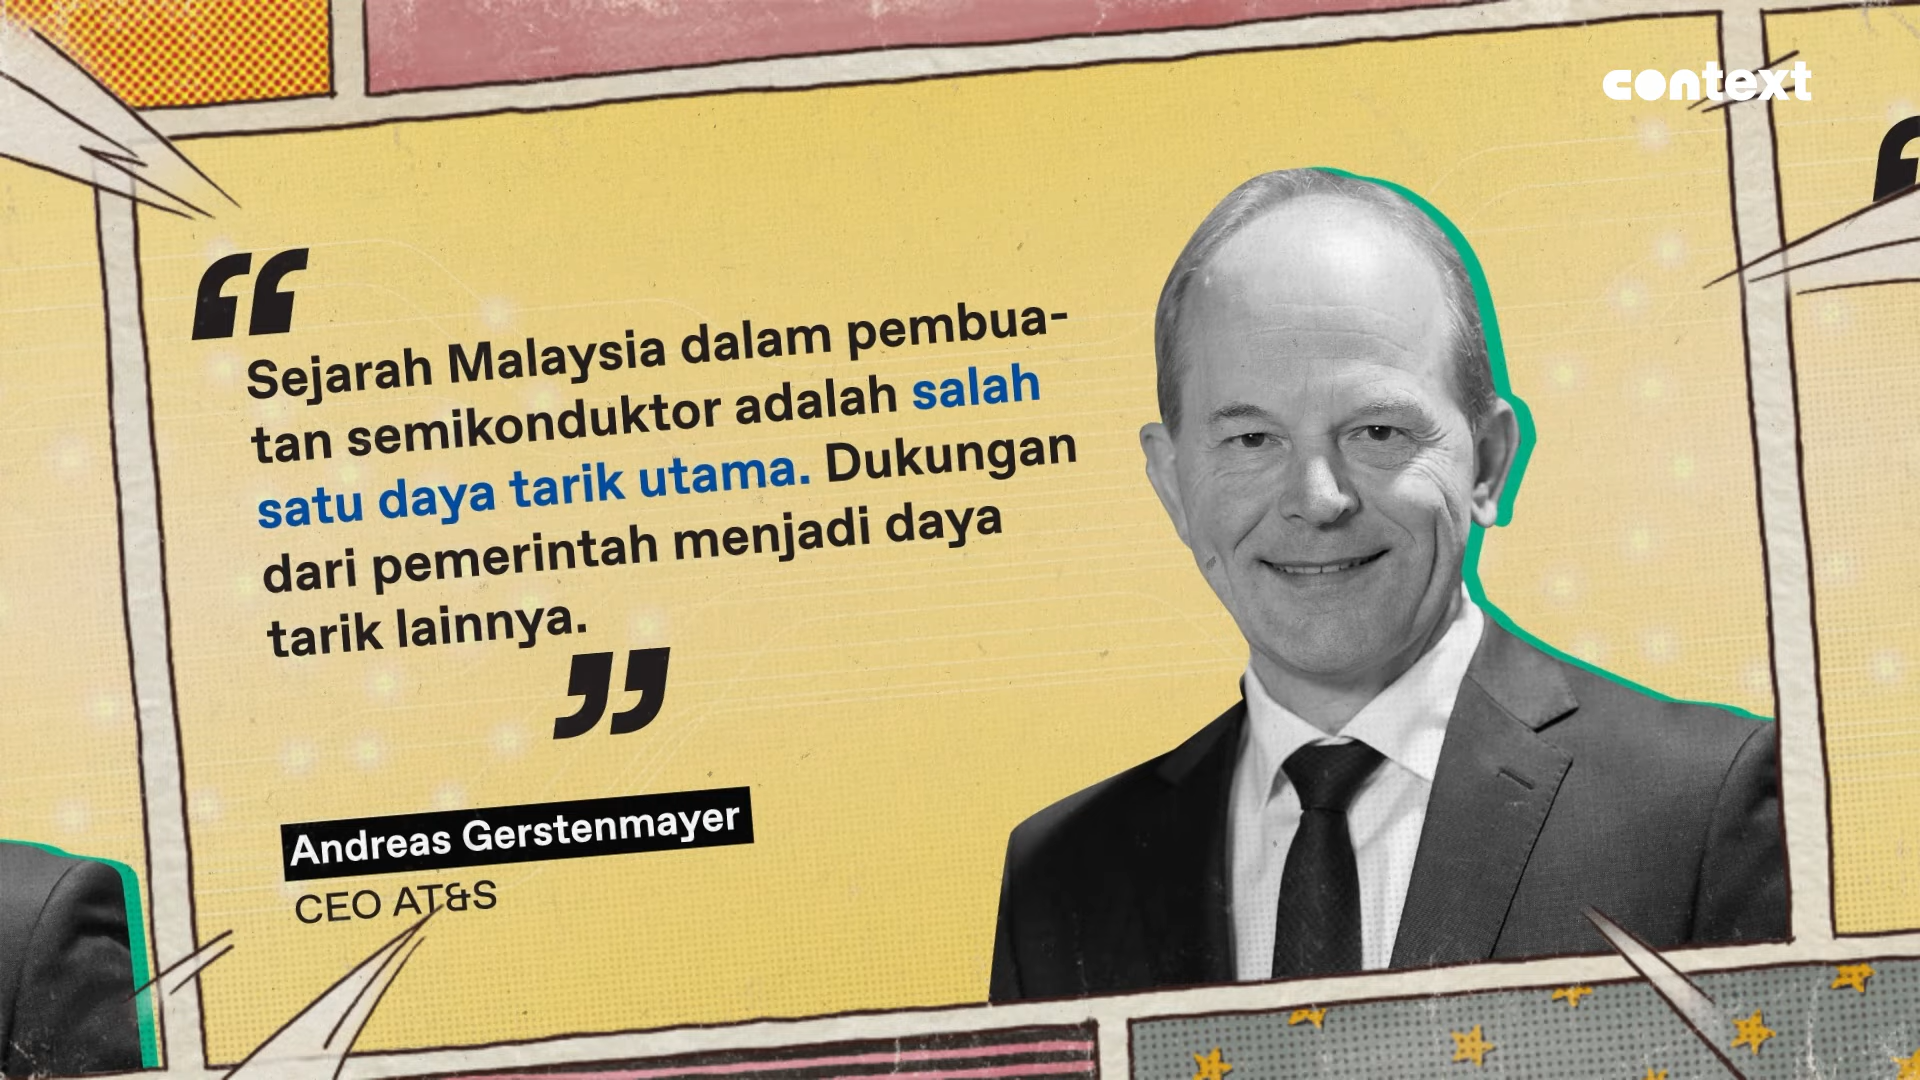 context
“
Sejarah Malaysia dalam pembua-
tan semikonduktor adalah salah
satu daya tarik utama. Dukungan
dari pemerintah menjadi daya
tarik lainnya.
”
Andreas Gerstenmayer
CEO AT&S